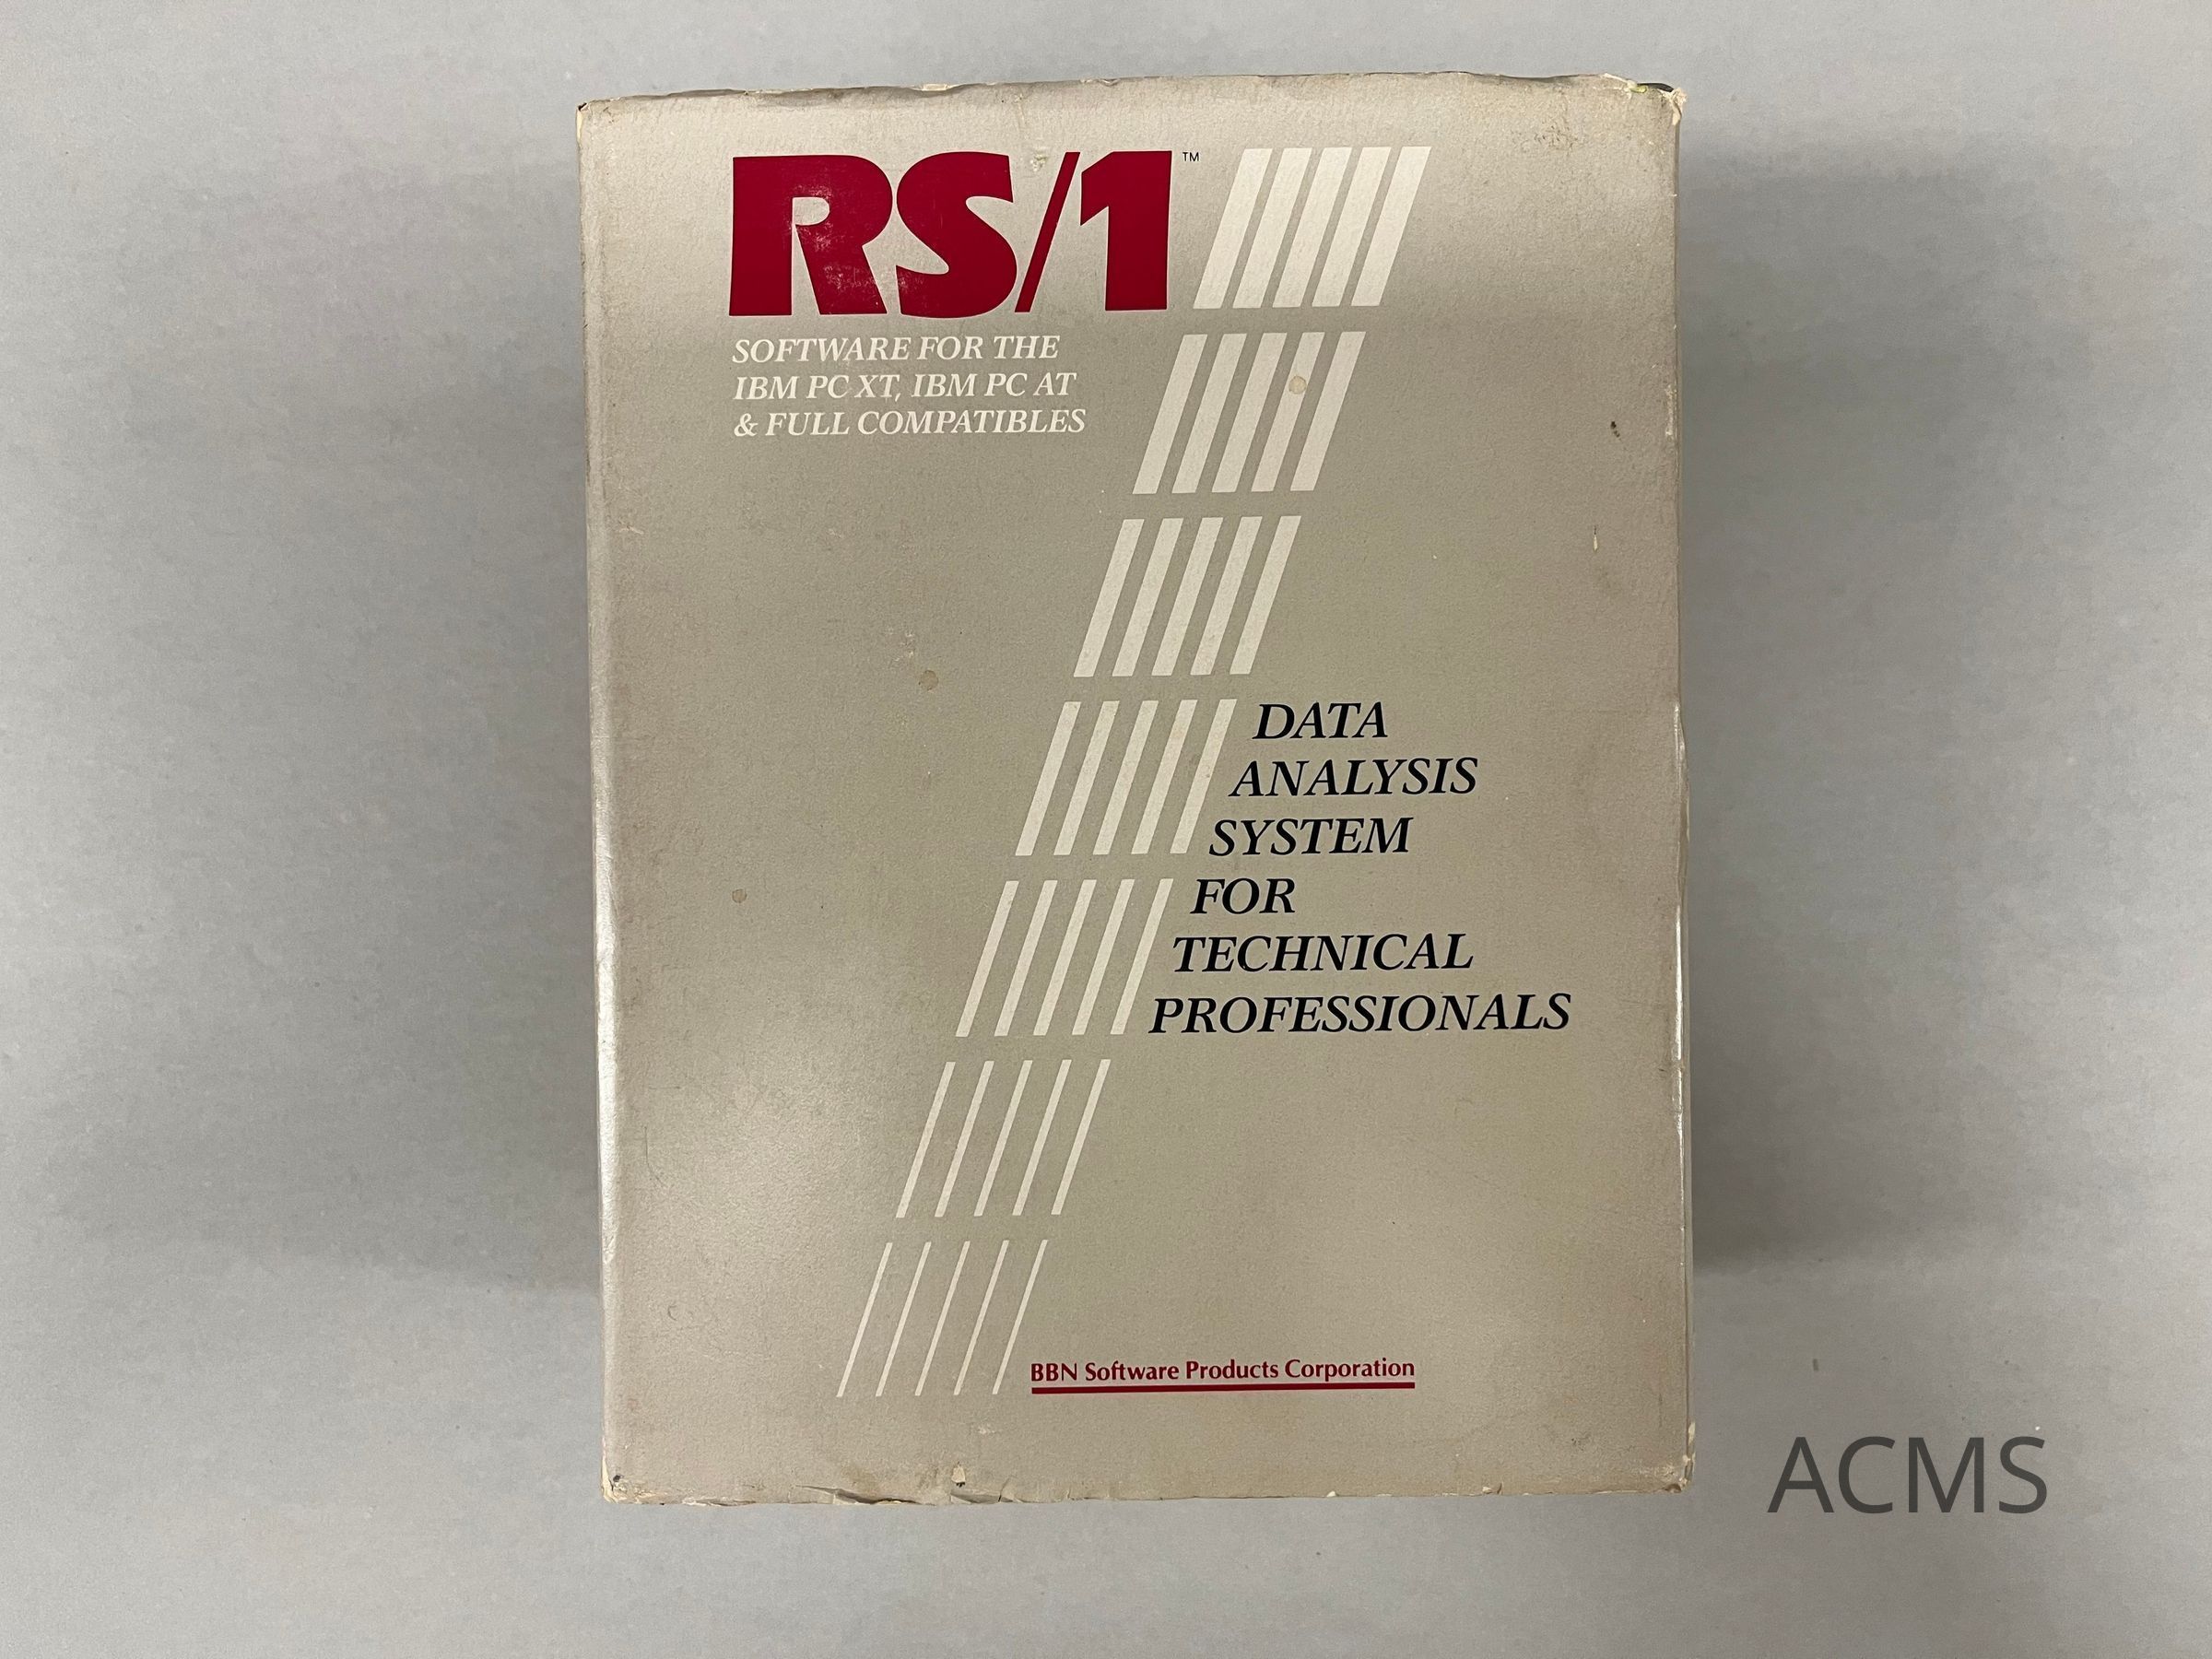 RS/1™
SOFTWARE FOR THE
IBM PC XT, IBM PC AT
& FULL COMPATIBLES
DATA
ANALYSIS
SYSTEM
FOR
TECHNICAL
PROFESSIONALS
BBN Software Products Corporation
ACMS